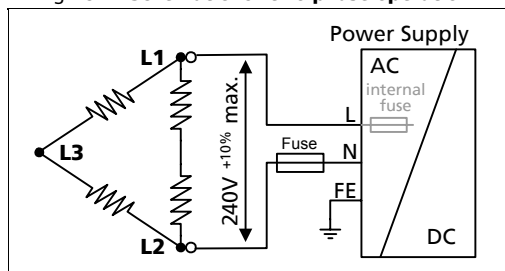 Power Supply
L1
AC
internal
fuse
L
L3
240V +10% max.
Fuse
N
FE
L2
DC